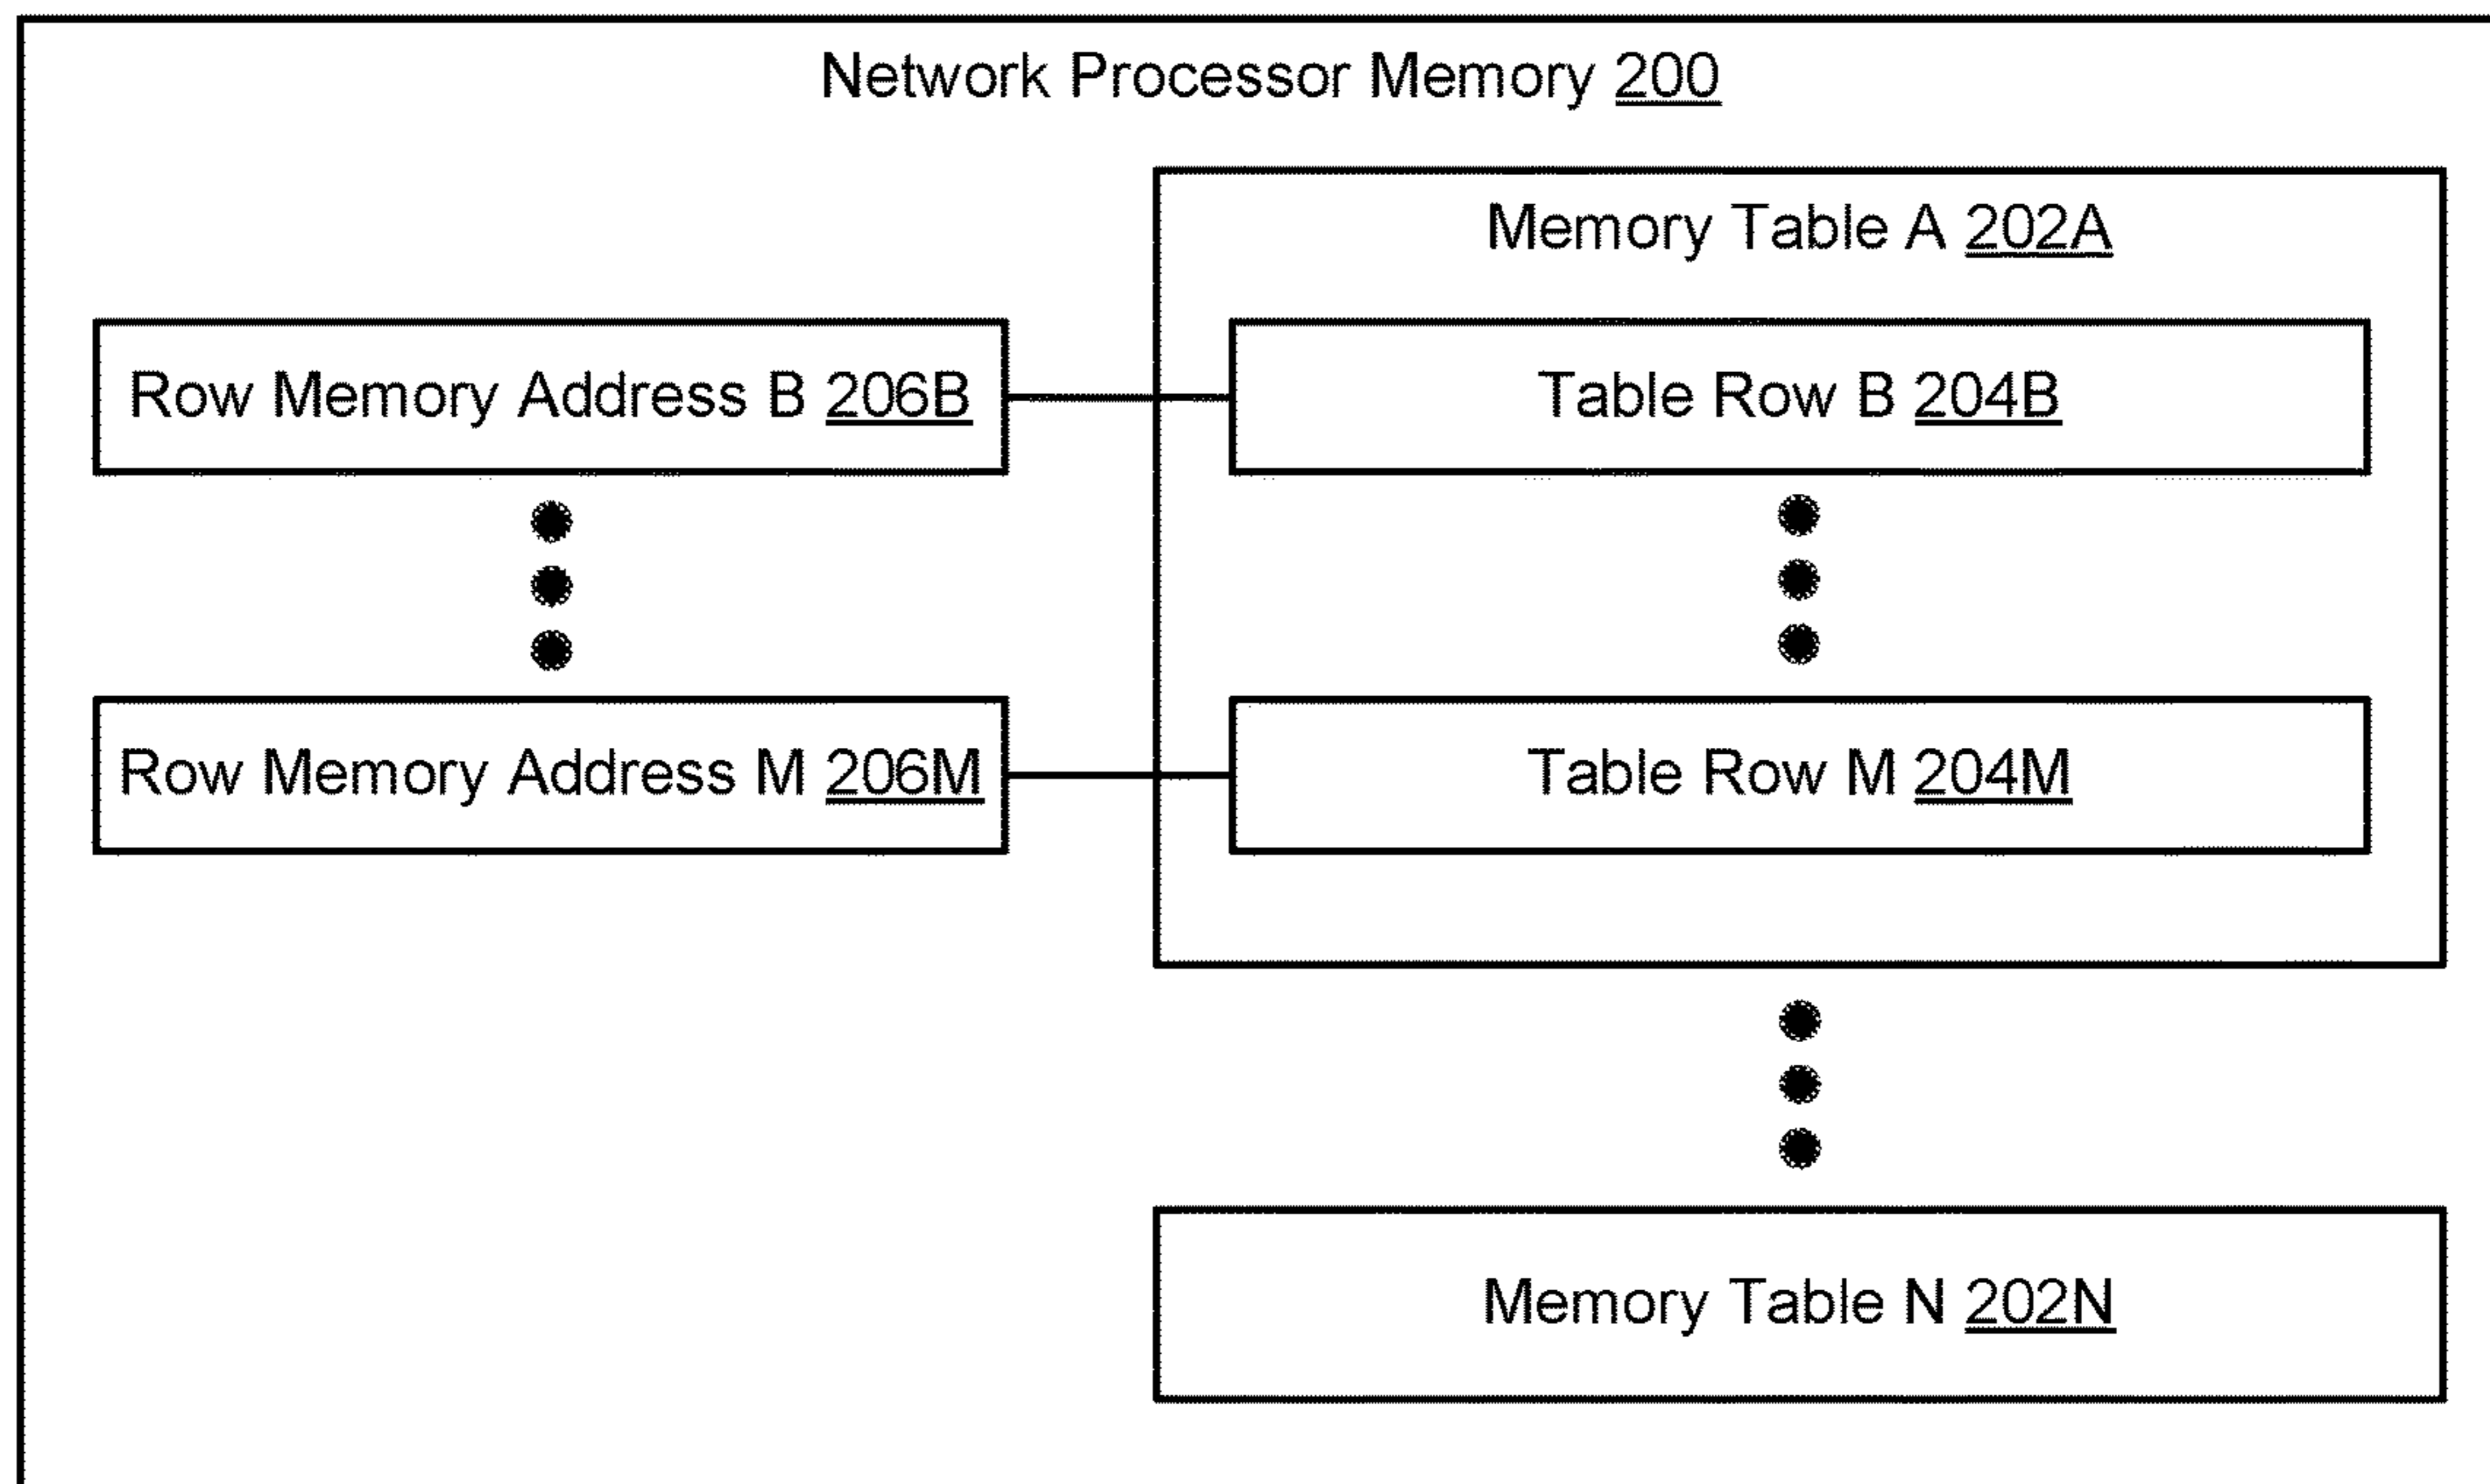 Network Processor Memory 200
Memory Table A 202A
Row Memory Address B 206B
Table Row B 204B
Row Memory Address M 206M
Table Row M 204M
Memory Table N 202N